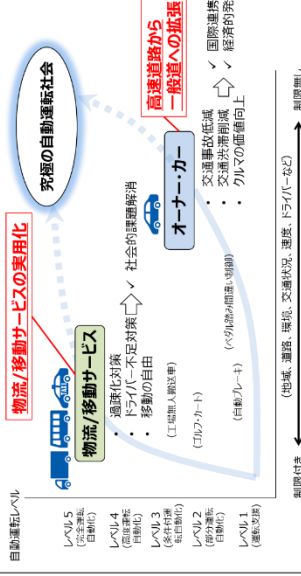 自動運転レベル
物流/移動サービスの実用化
究極の自動運転社会
高速道路から
一般道への拡張
物流/移動サービス
• 過疎化対策
• ドライバー不足対策
• 移動の自由
✓ 社会的課題解消
オーナー・カー
• 交通事故低減
• 交通渋滞削減
• クルマの価値向上
✓ 国際連携
✓ 経済的発
レベル5
(完全運転
自動化)
レベル4
(高度運転
自動化)
レベル3
(条件付運
転自動化)
レベル2
(部分運転
自動化)
レベル1
(運転支援)
(工場無人搬送車)
(ゴルフ・カート)
(自動ブレーキ)
(ペダル踏み間違い制御)
(地域、道路、環境、交通状況、速度、ドライバーなど)
制限付き
制限無し